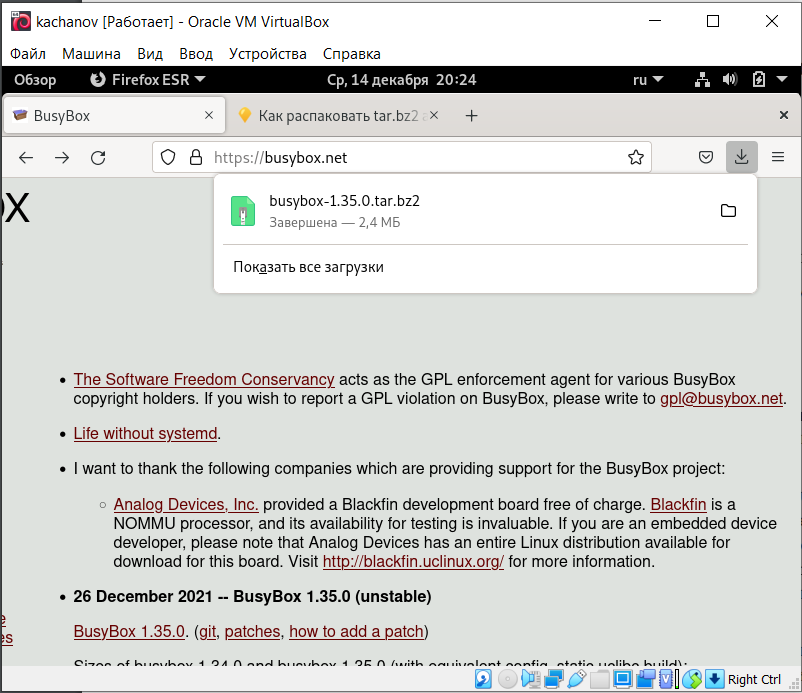 kachanov [Работает] - Oracle VM VirtualBox
Файл Машина Вид Ввод Устройства Справка
Обзор Firefox ESR Ср, 14 декабря 20:24 ru
BusyBox Как распаковать tar.bz2
https://busybox.net
busybox-1.35.0.tar.bz2
Завершена — 2,4 МБ
Показать все загрузки
OX
The Software Freedom Conservancy acts as the GPL enforcement agent for various BusyBox
copyright holders. If you wish to report a GPL violation on BusyBox, please write to gpl@busybox.net.
Life without systemd.
I want to thank the following companies which are providing support for the BusyBox project:
Analog Devices, Inc. provided a Blackfin development board free of charge. Blackfin is a
NOMMU processor, and its availability for testing is invaluable. If you are an embedded device
developer, please note that Analog Devices has an entire Linux distribution available for
download for this board. Visit http://blackfin.uclinux.org/ for more information.
26 December 2021 -- BusyBox 1.35.0 (unstable)
e
BusyBox 1.35.0. (git, patches, how to add a patch)
es
Sizes of busybox-1.34.0 and busybox-1.35.0 (with equivalent config, static uclibc build):
Right Ctrl